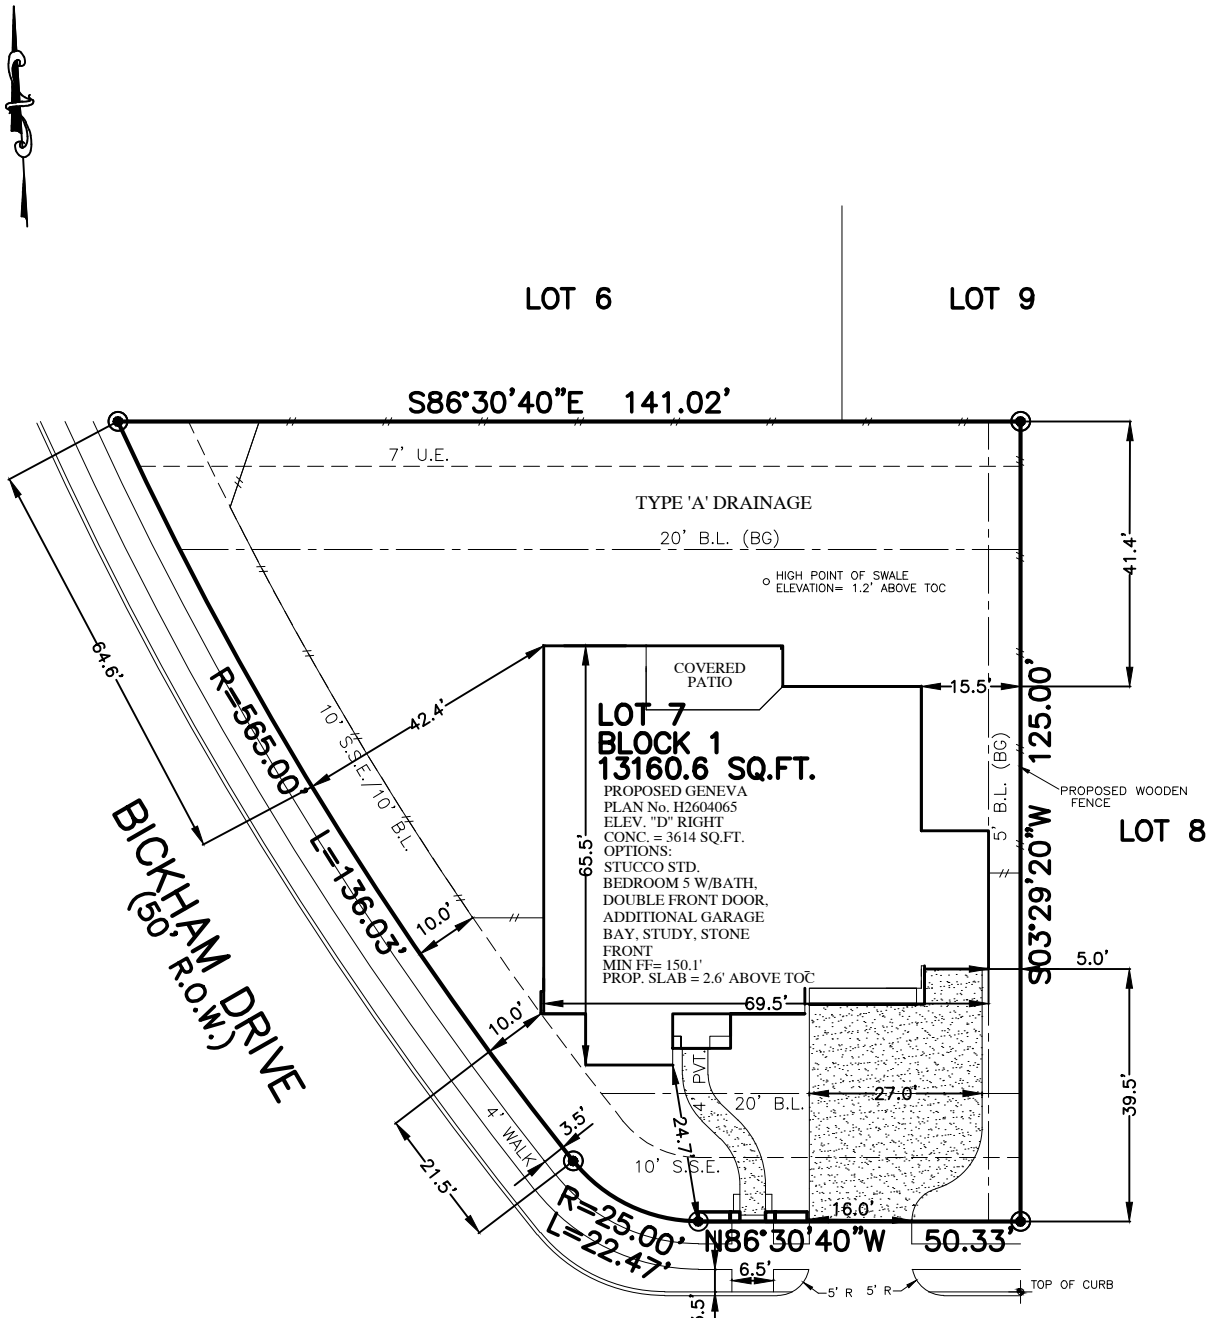 LOT 6
LOT 9
S86°30'40"E 141.02'
7' U.E.
TYPE 'A' DRAINAGE
20' B.L. (BG)
HIGH POINT OF SWALE
ELEVATION= 1.2' ABOVE TOC
41.4'
64.6'
42.4'
COVERED
PATIO
15.5'
R=565.00'
L=136.03'
10' S.S.E./10' B.L.
LOT 7
BLOCK 1
13160.6 SQ.FT.
PROPOSED GENEVA
PLAN No. H2604065
ELEV. "D" RIGHT
CONC. = 3614 SQ.FT.
OPTIONS:
STUCCO STD.
BEDROOM 5 W/BATH,
DOUBLE FRONT DOOR,
ADDITIONAL GARAGE
BAY, STUDY, STONE
FRONT
MIN FF= 150.1'
PROP. SLAB = 2.6' ABOVE TOC
65.5'
69.5'
5' B.L. (BG)
S03°29'20"W 125.00'
PROPOSED WOODEN
FENCE
LOT 8
BICKHAM DRIVE
(50' R.O.W.)
10.0'
10.0'
5.0'
39.5'
4' PVT.
20' B.L.
27.0'
24.7'
3.5'
4' WALK
21.5'
10' S.S.E.
R=25.00'
L=22.47'
16.0'
N86°30'40"W 50.33'
6.5'
5' R
5' R
TOP OF CURB